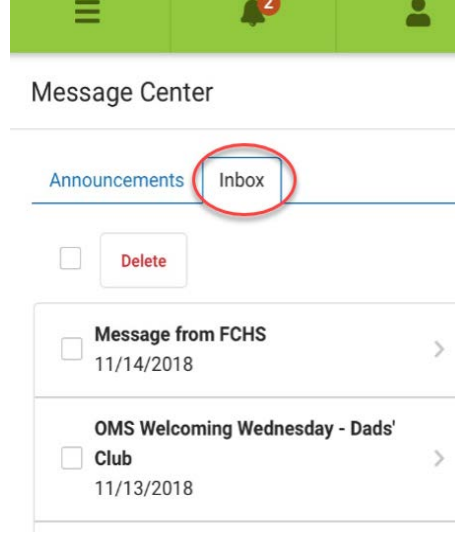 2
Message Center
Announcements
Inbox
Delete
Message from FCHS
11/14/2018
OMS Welcoming Wednesday - Dads'
Club
11/13/2018